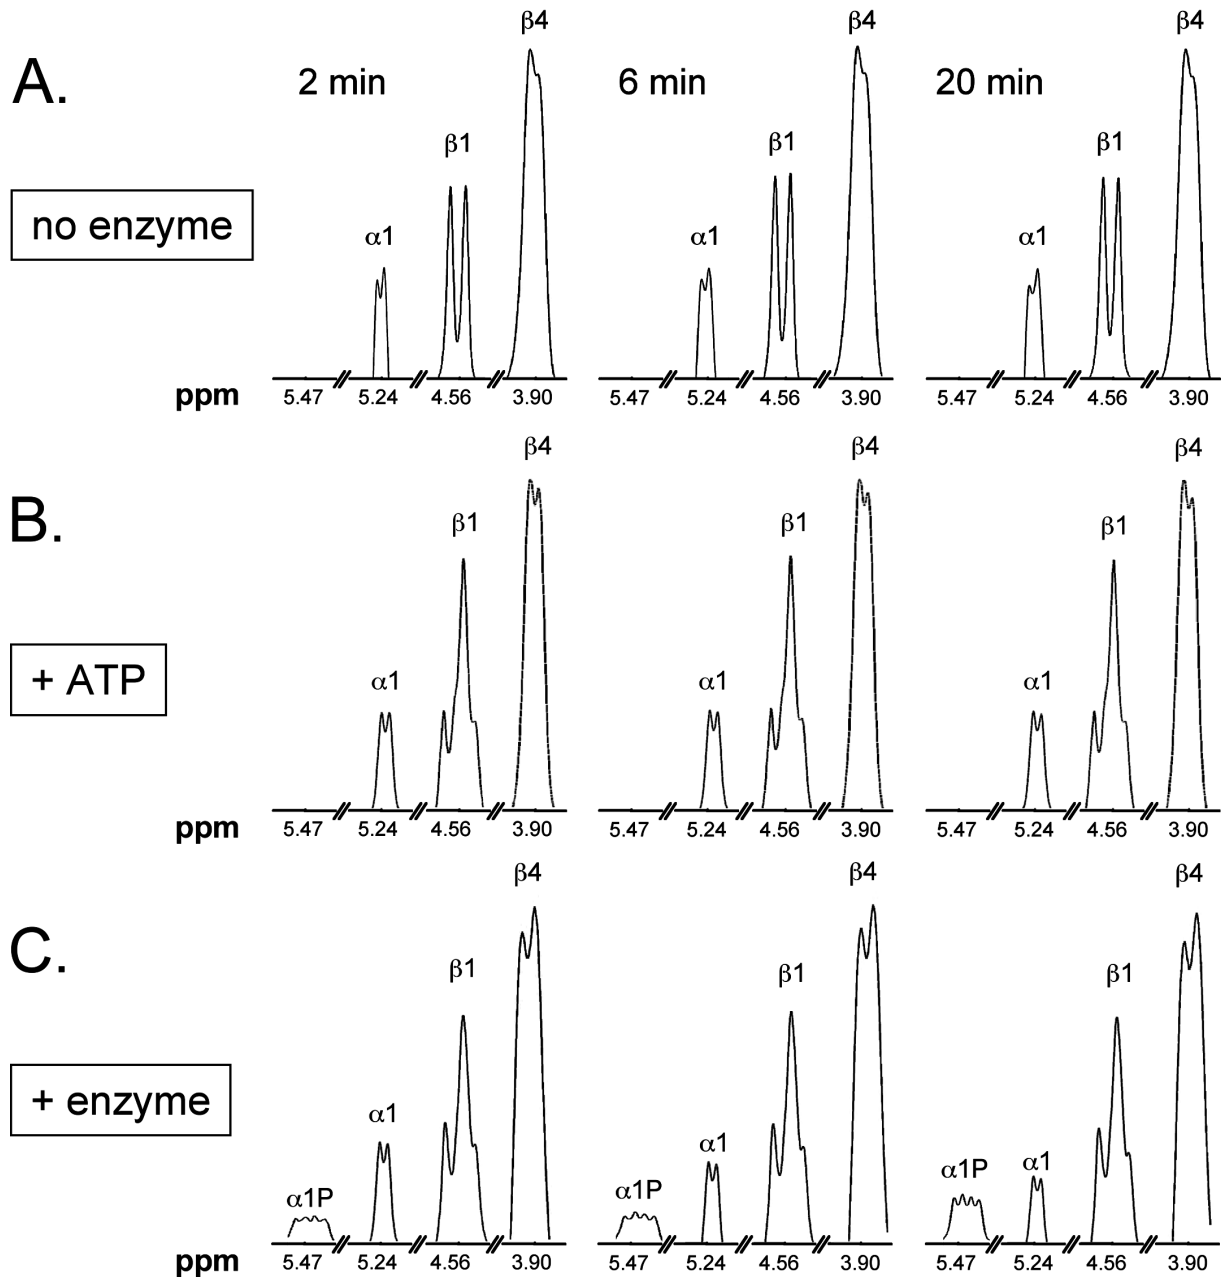 β4 β4 β4
A. 2 min 6 min 20 min
β1 β1 β1
no enzyme α1 α1 α1
ppm 5.47 5.24 4.56 3.90 5.47 5.24 4.56 3.90 5.47 5.24 4.56 3.90
β4 β4 β4
B. β1 β1 β1
+ ATP α1 α1 α1
ppm 5.47 5.24 4.56 3.90 5.47 5.24 4.56 3.90 5.47 5.24 4.56 3.90
β4 β4 β4
C. β1 β1 β1
+ enzyme α1 α1 α1
α1P α1P α1P
ppm 5.47 5.24 4.56 3.90 5.47 5.24 4.56 3.90 5.47 5.24 4.56 3.90